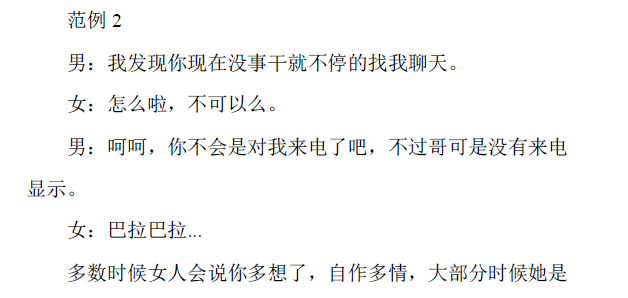 范例 2
男：我发现你现在没事干就不停的找我聊天。
女：怎么啦，不可以么。
男：呵呵，你不会是对我来电了吧，不过哥可是没有来电
显示。
女：巴拉巴拉...
多数时候女人会说你多想了，自作多情，大部分时候她是